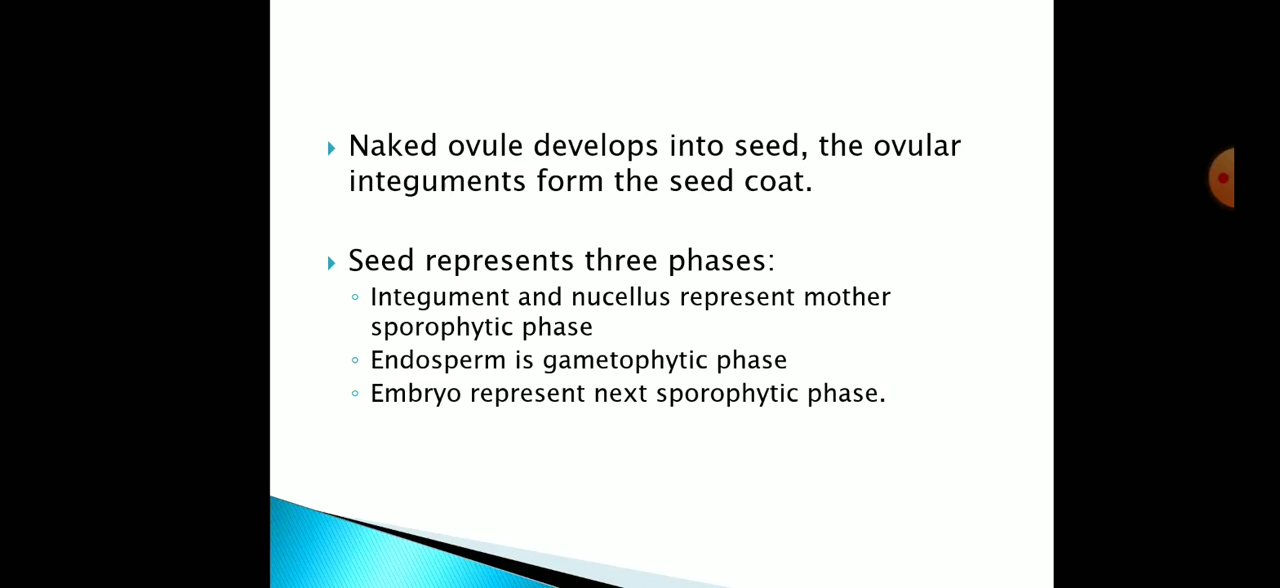 Naked ovule develops into seed, the ovular
integuments form the seed coat.
Seed represents three phases:
Integument and nucellus represent mother
sporophytic phase
Endosperm is gametophytic phase
Embryo represent next sporophytic phase.